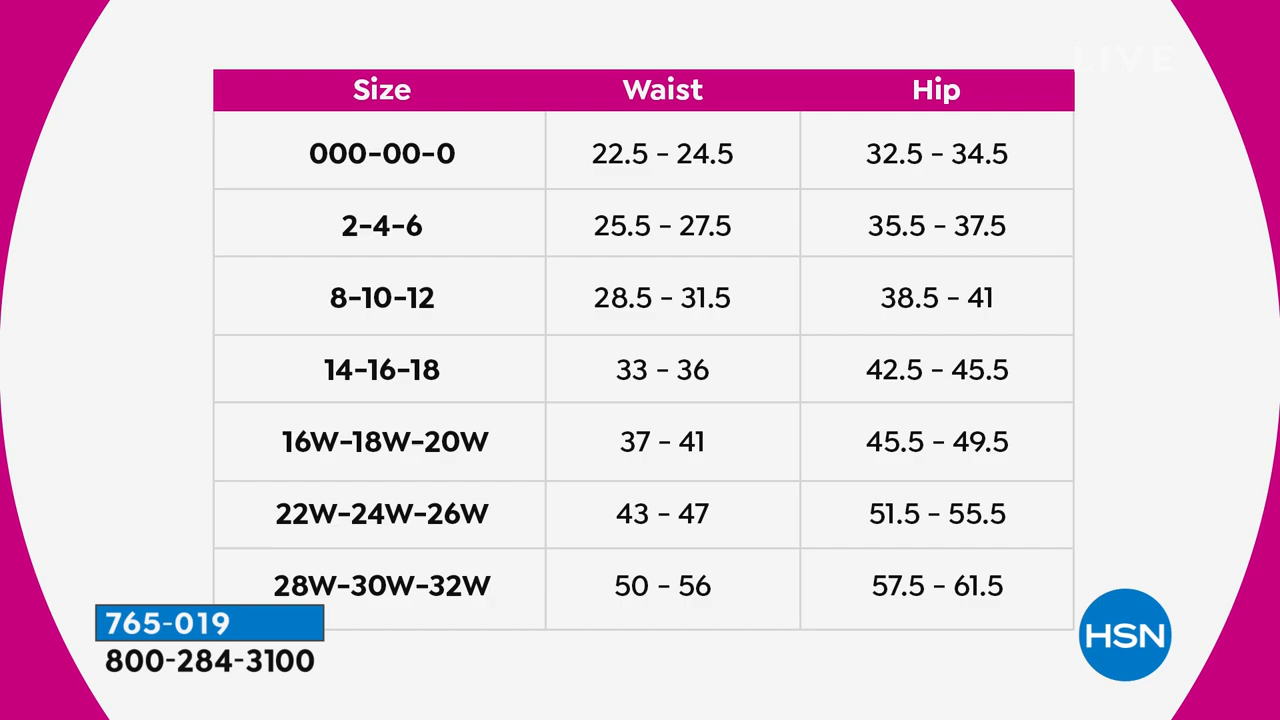 LIVE
Size Waist Hip
000-00-0 22.5 - 24.5 32.5 - 34.5
2-4-6 25.5 - 27.5 35.5 - 37.5
8-10-12 28.5 - 31.5 38.5 - 41
14-16-18 33 - 36 42.5 - 45.5
16W-18W-20W 37 - 41 45.5 - 49.5
22W-24W-26W 43 - 47 51.5 - 55.5
28W-30W-32W 50 - 56 57.5 - 61.5
765-019
800-284-3100
HSN